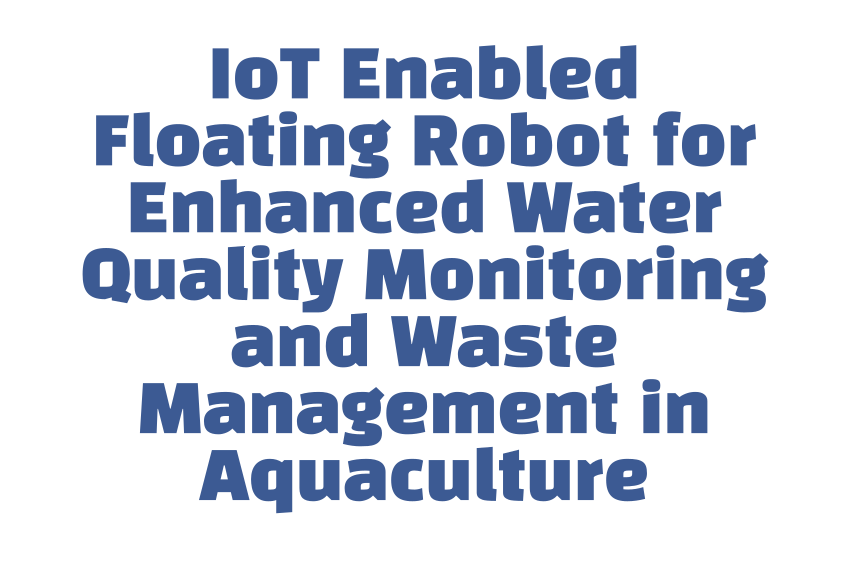 IoT Enabled
Floating Robot for
Enhanced Water
Quality Monitoring
and Waste
Management in
Aquaculture